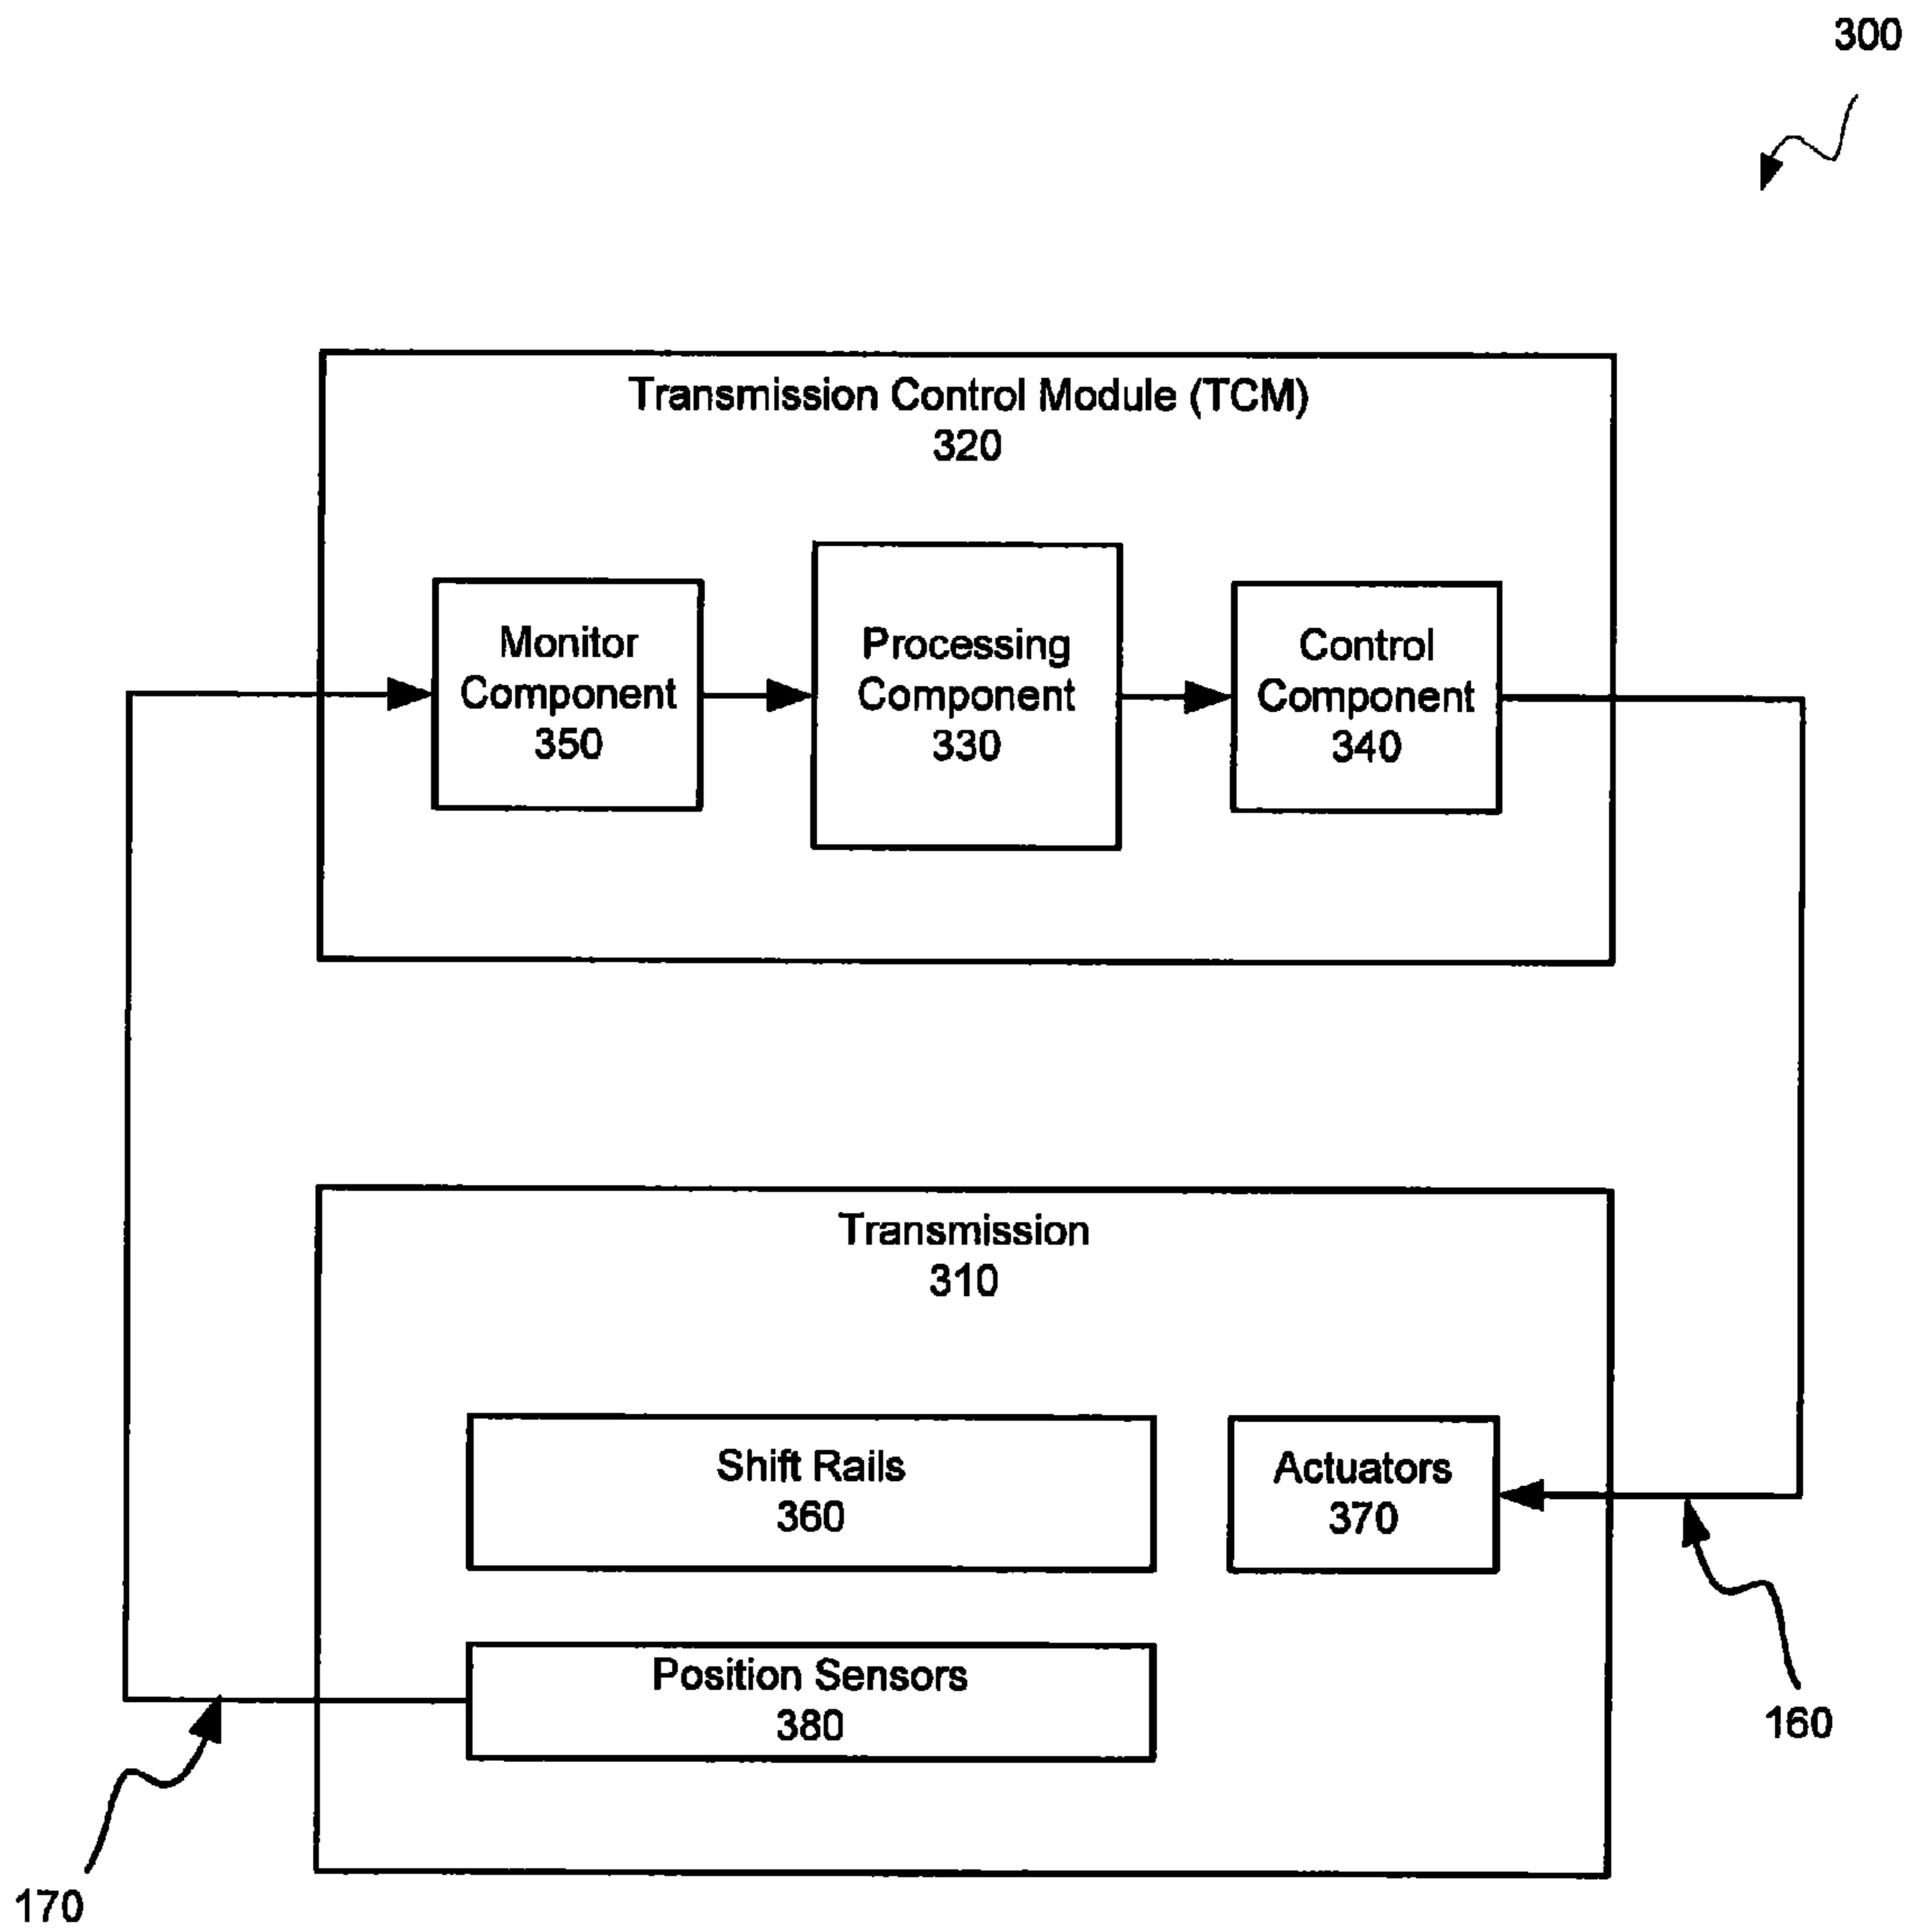 300
Transmission Control Module (TCM)
320
Monitor
Component
350
Processing
Component
330
Control
Component
340
Transmission
310
Shift Rails
360
Actuators
370
Position Sensors
380
160
170